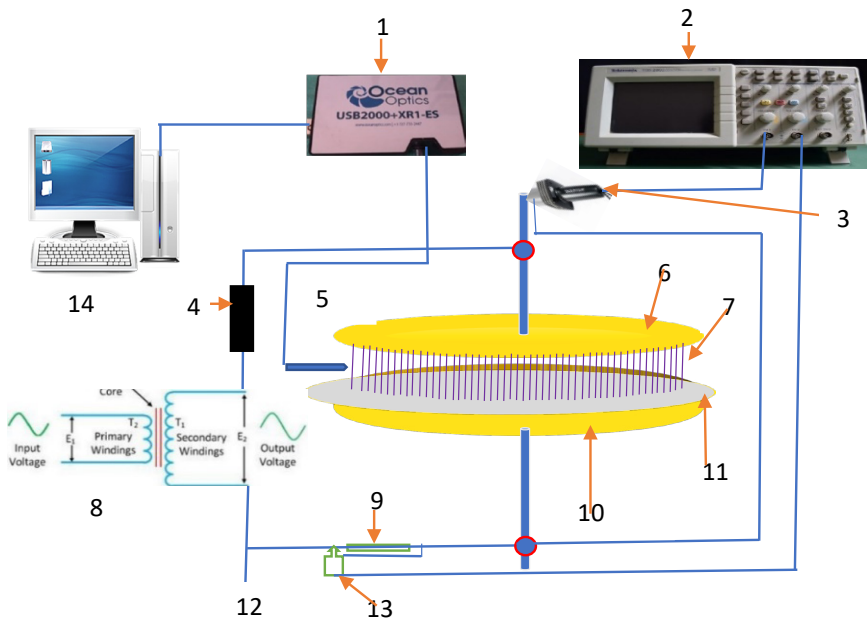 1
2
Ocean
Optics
USB2000+XR1-ES
Tektronix
3
14
4
5
6
7
Core
T₂
T₁
E₁
Primary
Windings
Secondary
Windings
E₂
Input
Voltage
Output
Voltage
8
9
10
11
12
13